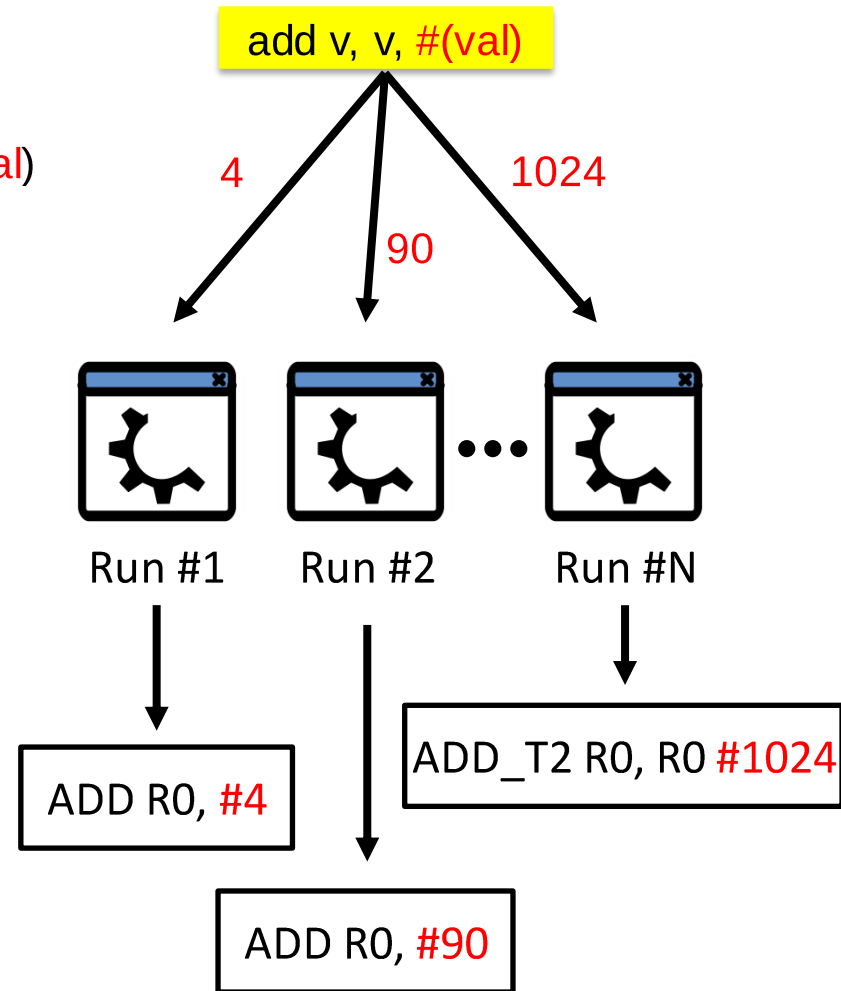 add v, v, #(val)
al)
4
1024
90
Run #1
Run #2
Run #N
ADD_T2 R0, R0 #1024
ADD R0, #4
ADD R0, #90